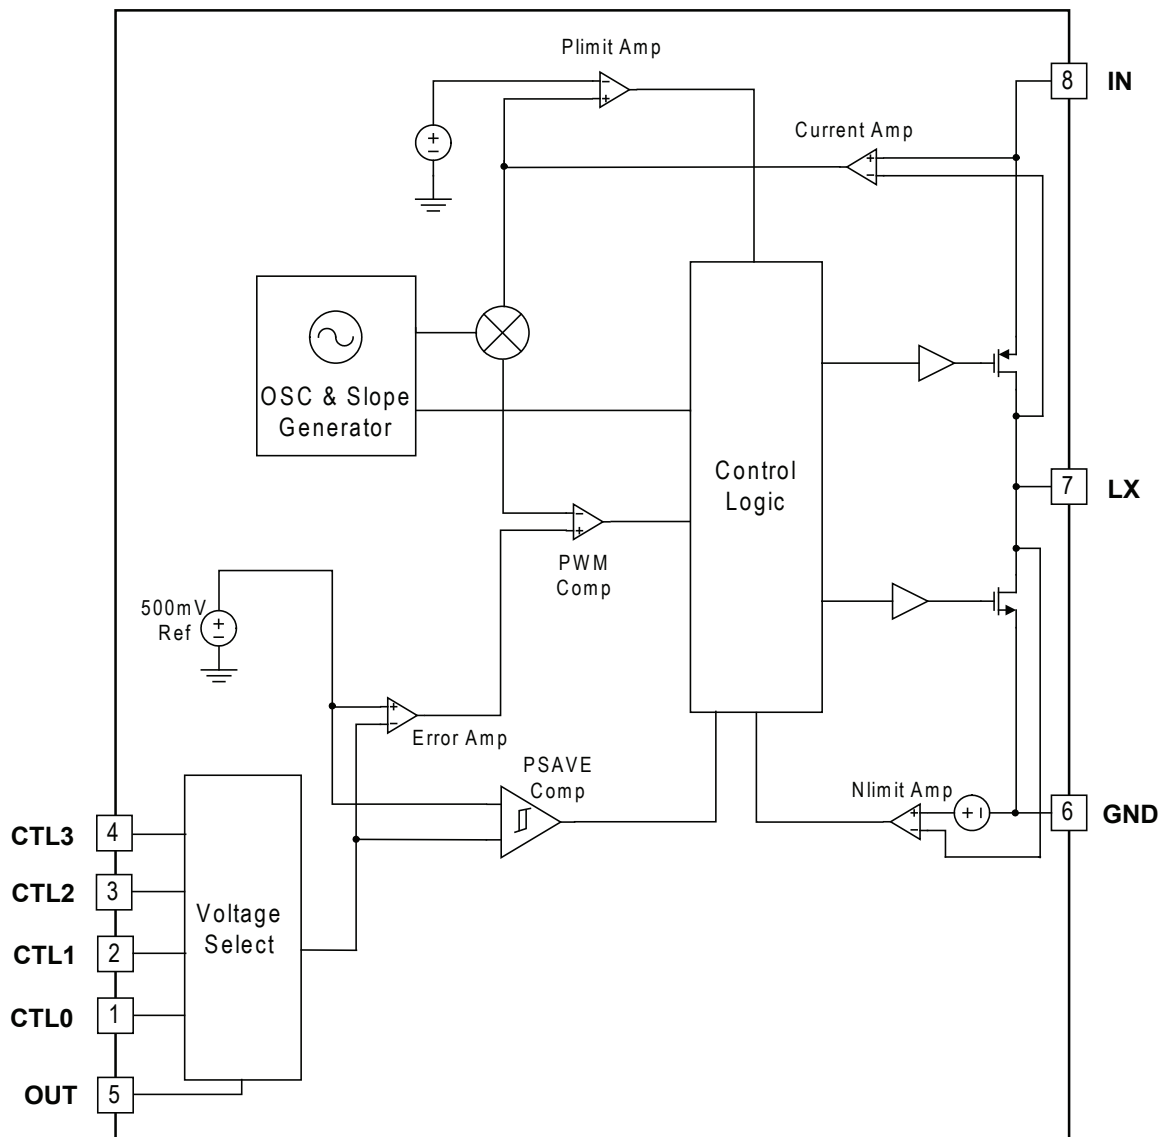 Plimit Amp
8 IN
Current Amp
OSC & Slope
Generator
Control
Logic
7 LX
PWM
Comp
500mV
Ref
Error Amp
PSAVE
Comp
Nlimit Amp
6 GND
CTL3 4
CTL2 3
Voltage
Select
CTL1 2
CTL0 1
OUT 5